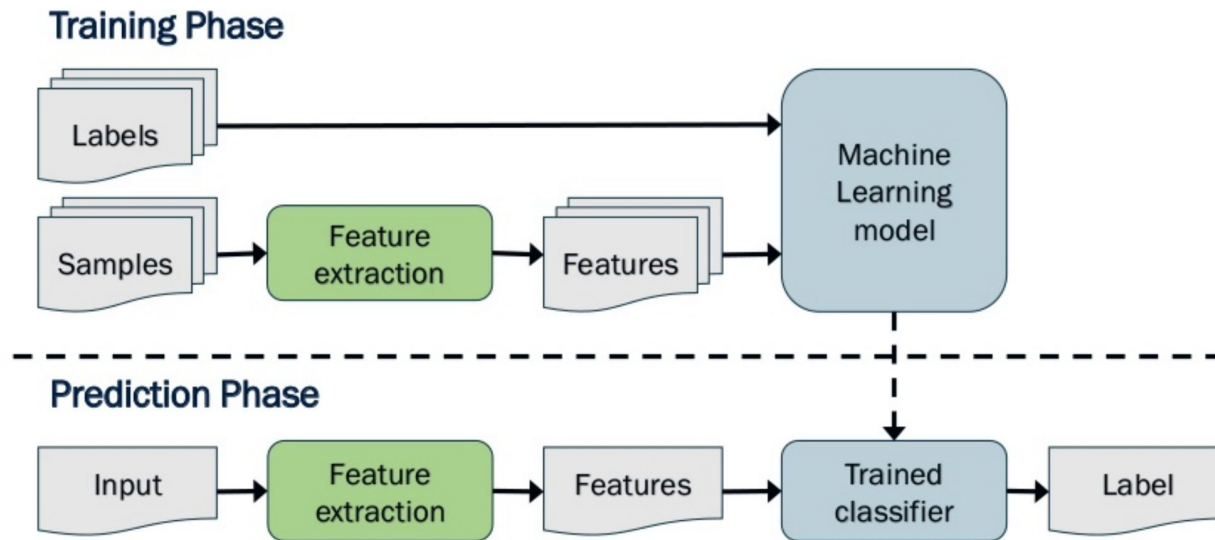 Training Phase
Labels
Machine
Learning
model
Samples
Feature
extraction
Features
Prediction Phase
Input
Feature
extraction
Features
Trained
classifier
Label